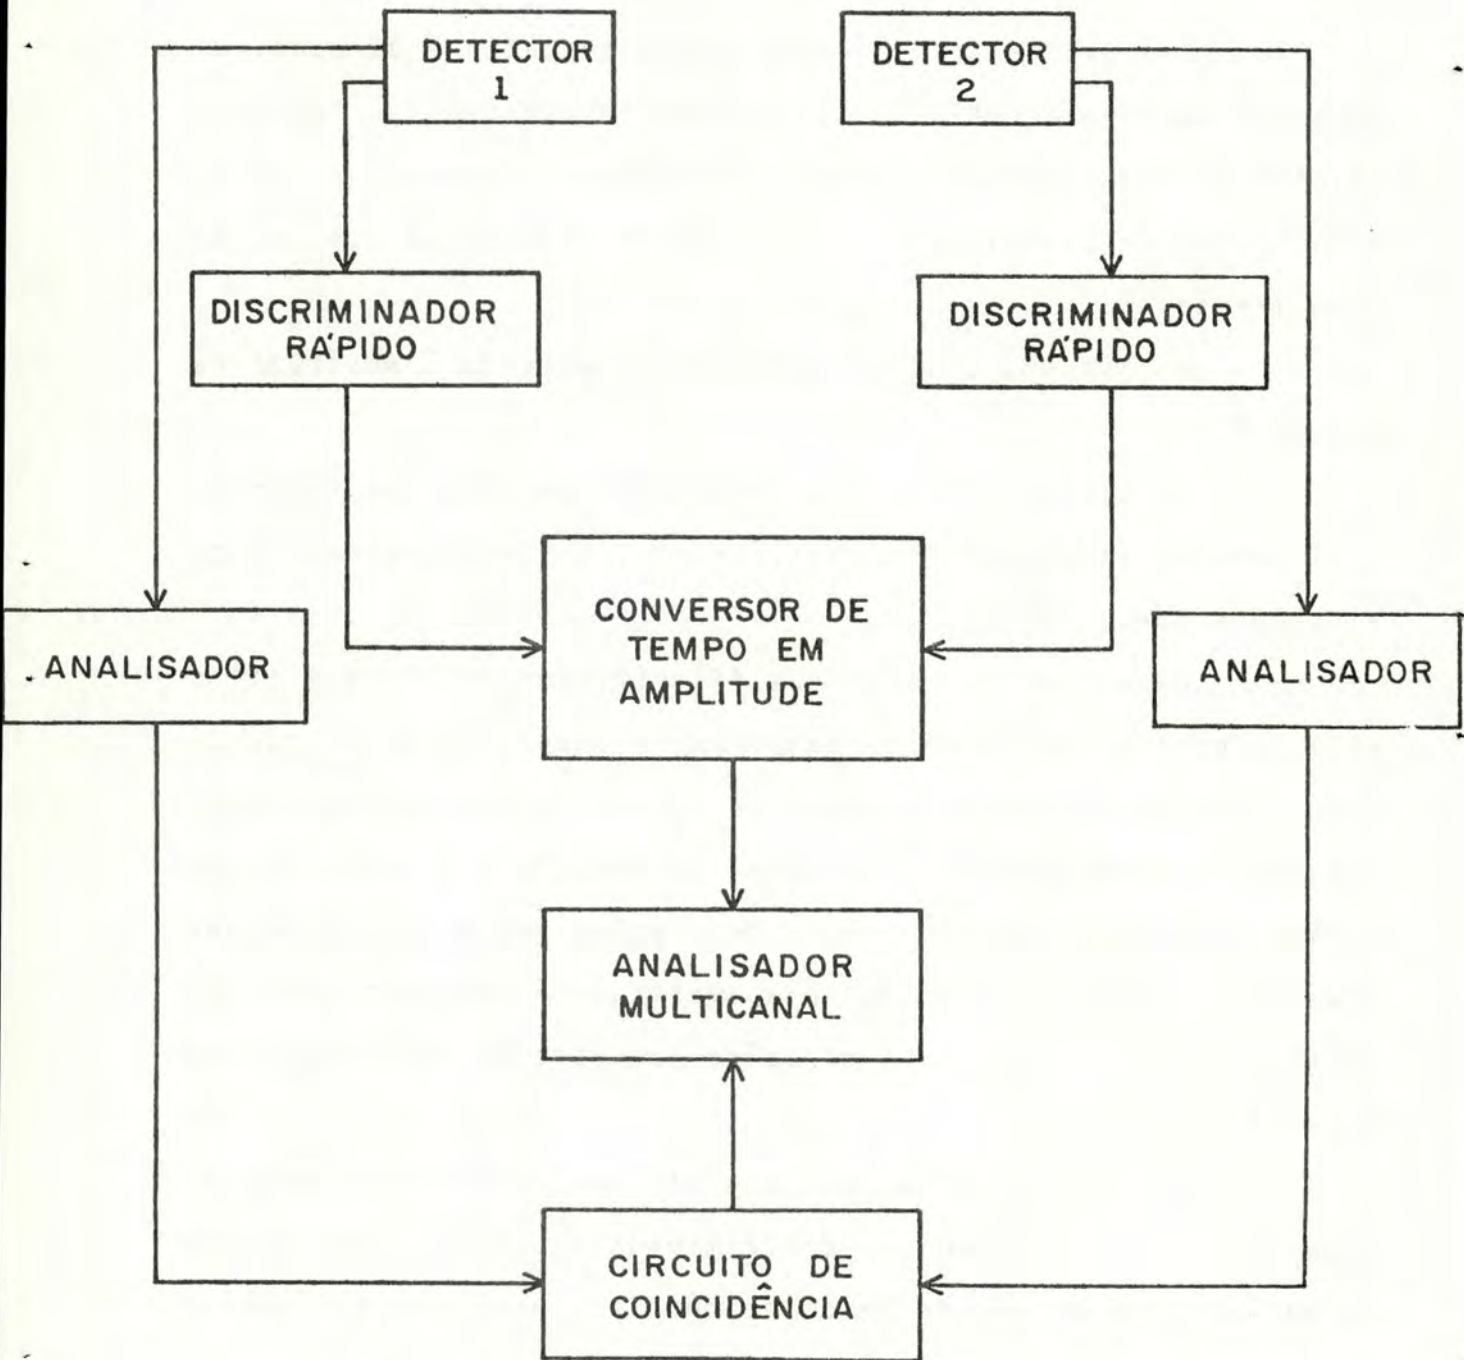 DETECTOR
1
DETECTOR
2
DISCRIMINADOR
RÁPIDO
DISCRIMINADOR
RÁPIDO
CONVERSOR DE
TEMPO EM
AMPLITUDE
ANALISADOR
ANALISADOR
ANALISADOR
MULTICANAL
CIRCUITO DE
COINCIDÊNCIA